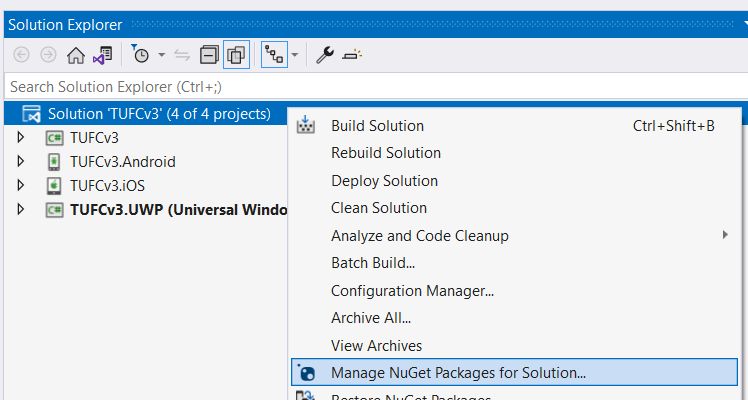 Solution Explorer
Search Solution Explorer (Ctrl+;)
Solution 'TUFCv3' (4 of 4 projects)
TUFCv3
TUFCv3.Android
TUFCv3.iOS
TUFCv3.UWP (Universal Windo
Build Solution Ctrl+Shift+B
Rebuild Solution
Deploy Solution
Clean Solution
Analyze and Code Cleanup
Batch Build...
Configuration Manager...
Archive All...
View Archives
Manage NuGet Packages for Solution...
Restore NuGet Packages